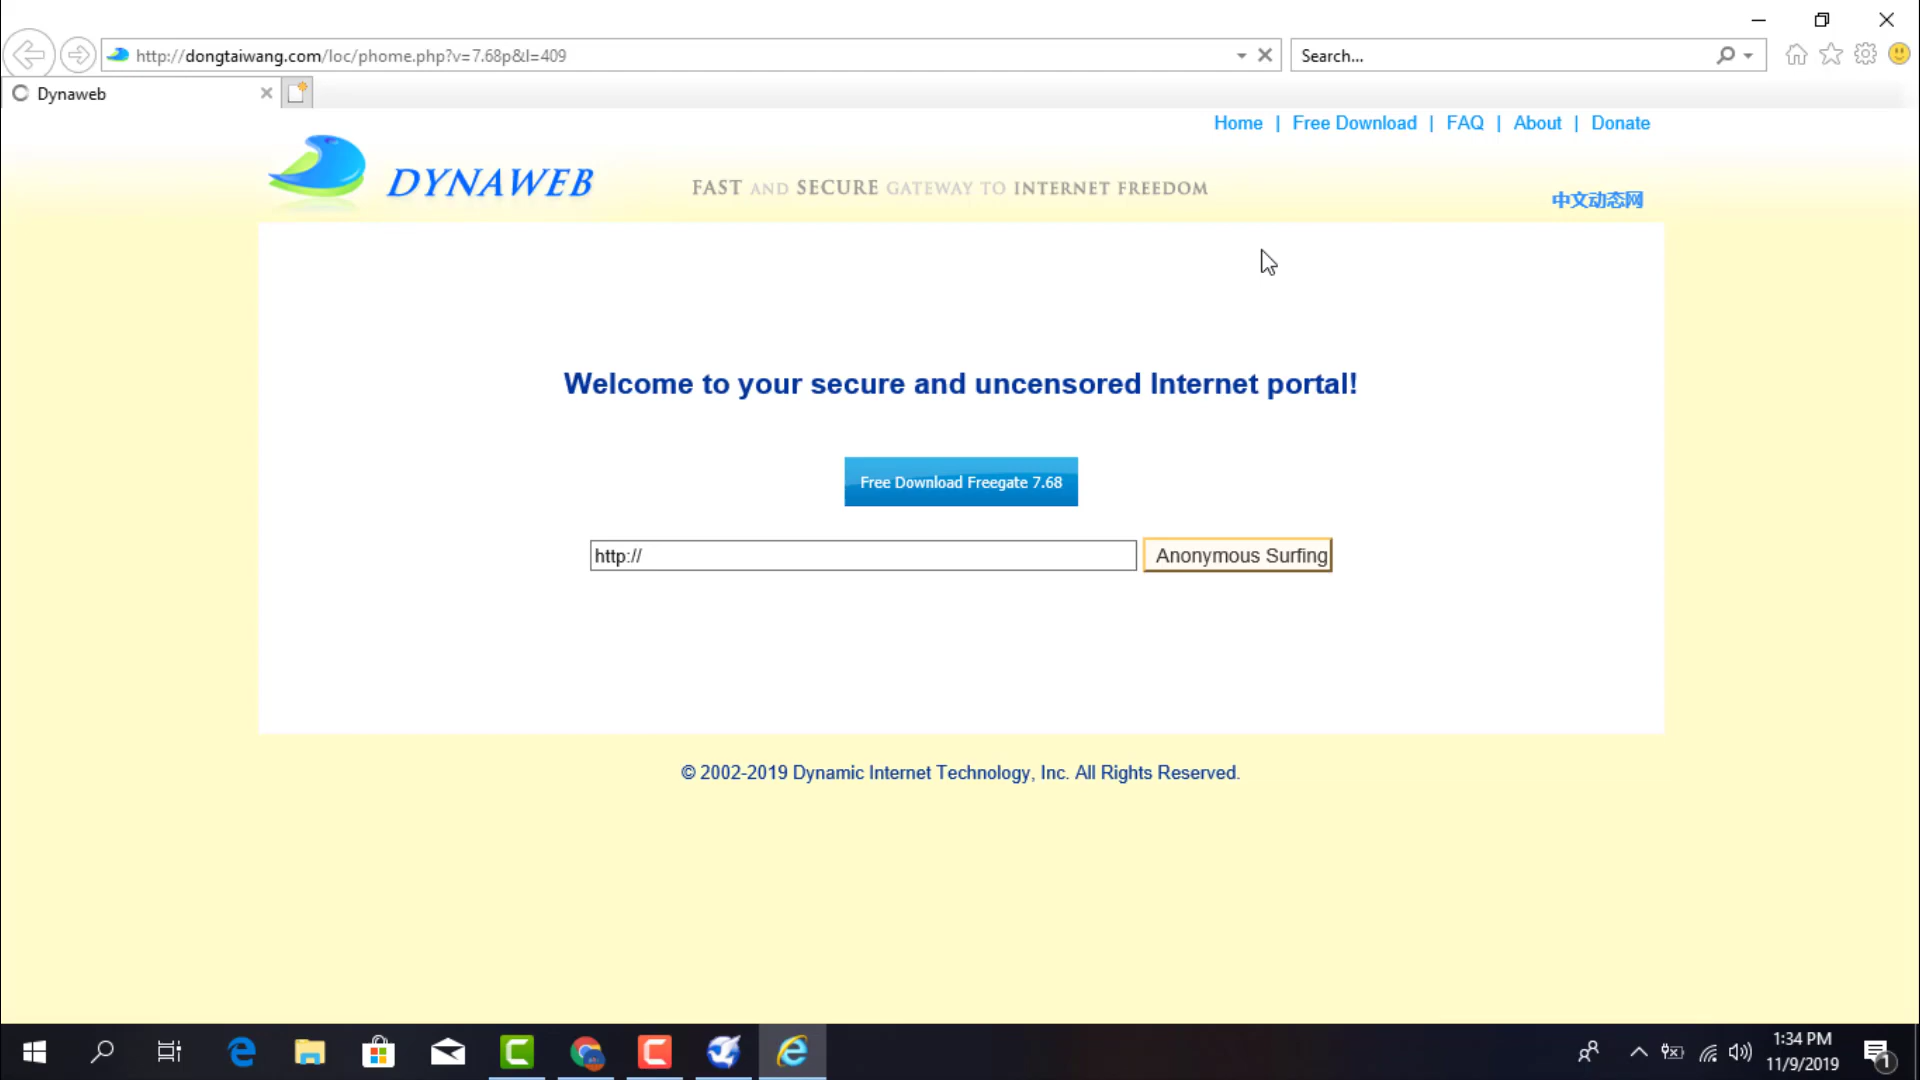 http://dongtaiwang.com/loc/phome.php?v=7.68p&l=409
Search...
Dynaweb
Home | Free Download | FAQ | About | Donate
DYNAWEB
FAST AND SECURE GATEWAY TO INTERNET FREEDOM
中文动态网
Welcome to your secure and uncensored Internet portal!
Free Download Freegate 7.68
http://
Anonymous Surfing
© 2002-2019 Dynamic Internet Technology, Inc. All Rights Reserved.
1:34 PM
11/9/2019
1